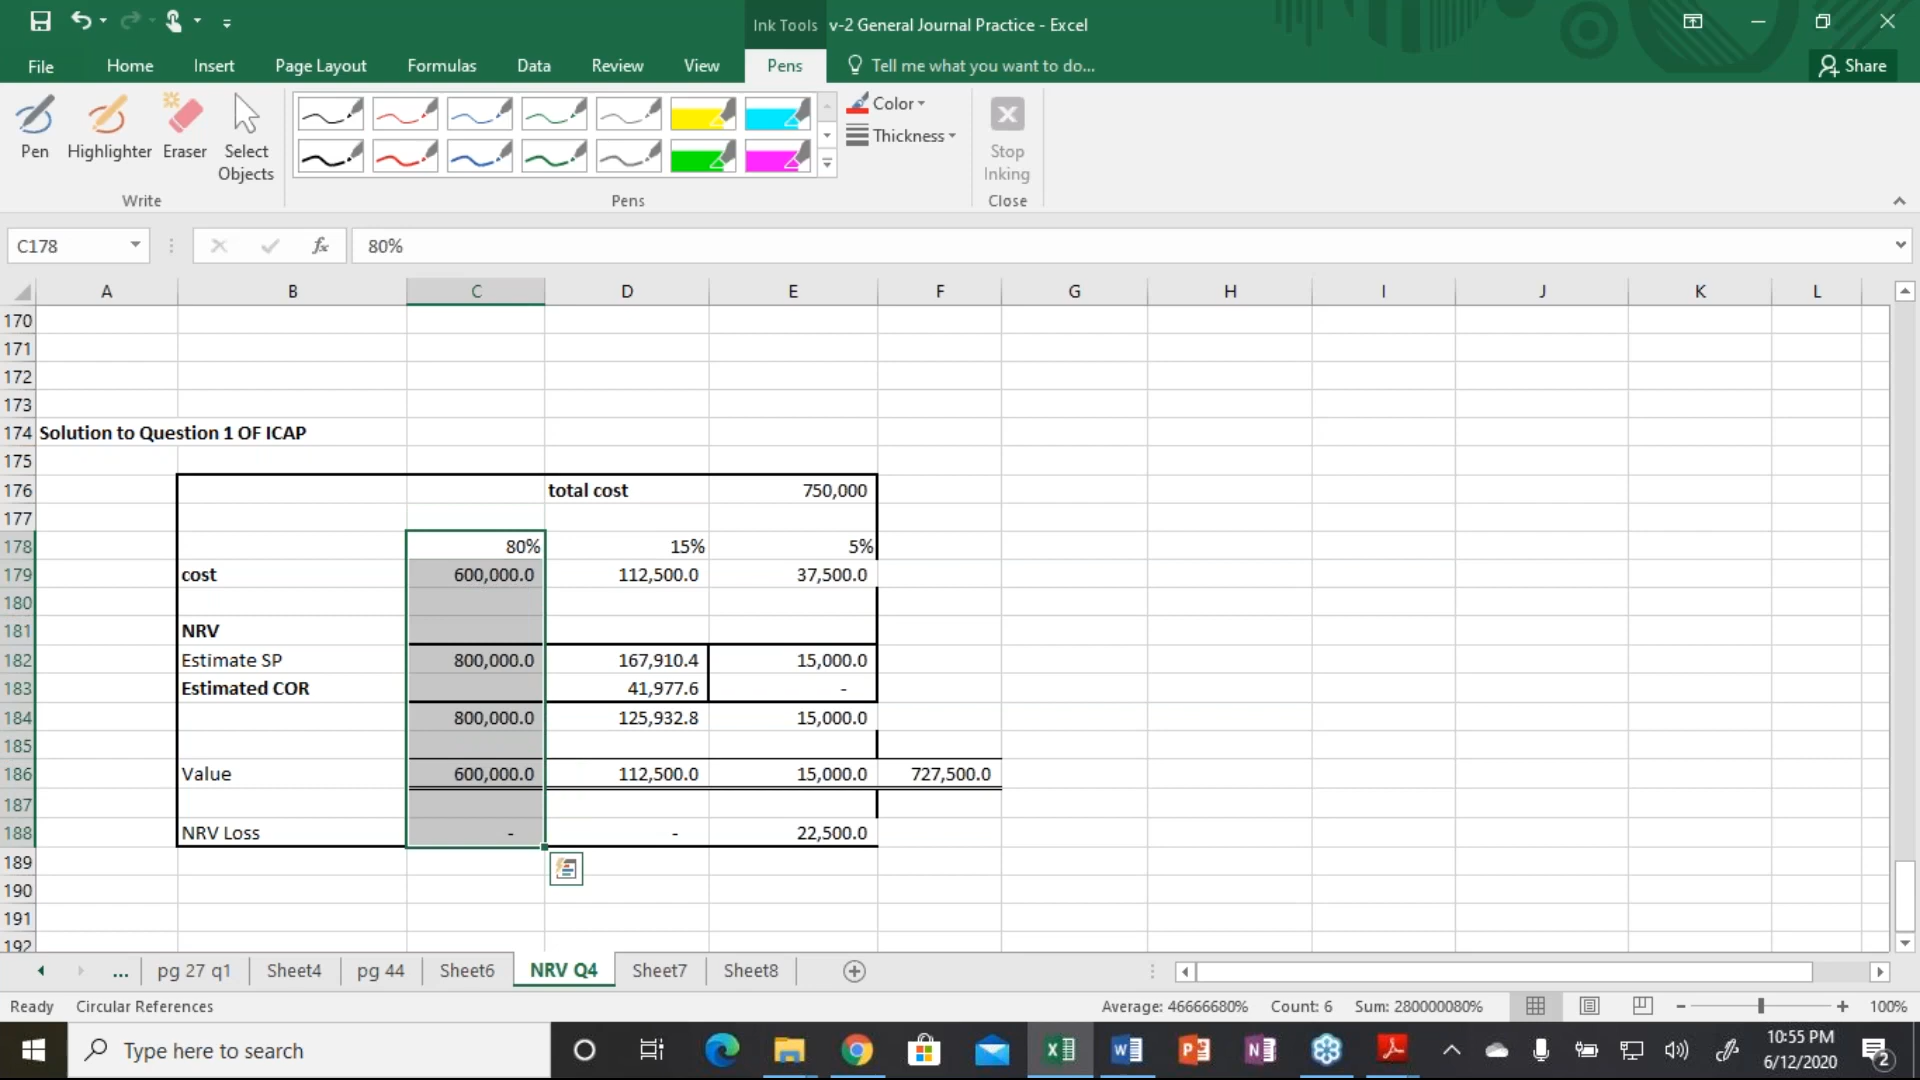 Ink Tools v-2 General Journal Practice - Excel
File Home Insert Page Layout Formulas Data Review View Pens Tell me what you want to do... Share
Color
Thickness
Pen Highlighter Eraser Select Objects Stop Inking
Write Pens Close
C178 fx 80%
A B C D E F G H I J K L
170
171
172
173
174 Solution to Question 1 OF ICAP
175
176 total cost 750,000
177
178 80% 15% 5%
179 cost 600,000.0 112,500.0 37,500.0
180
181 NRV
182 Estimate SP 800,000.0 167,910.4 15,000.0
183 Estimated COR 41,977.6 -
184 800,000.0 125,932.8 15,000.0
185
186 Value 600,000.0 112,500.0 15,000.0 727,500.0
187
188 NRV Loss - - 22,500.0
189
190
191
192
... pg 27 q1 Sheet4 pg 44 Sheet6 NRV Q4 Sheet7 Sheet8
Ready Circular References Average: 46666680% Count: 6 Sum: 280000080% 100%
Type here to search
10:55 PM
6/12/2020
2